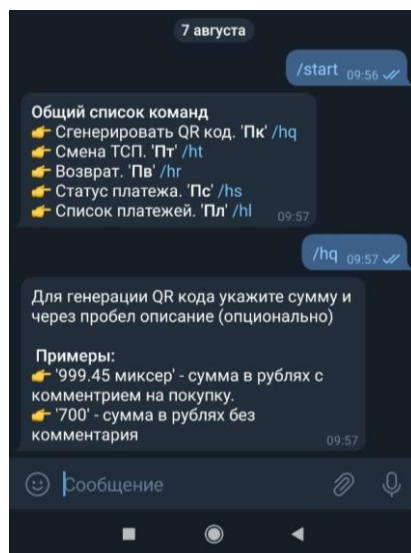 7 августа
/start 09:56
Общий список команд
👉 Сгенерировать QR код. 'Пк' /hq
👉 Смена ТСП. 'Пт' /ht
👉 Возврат. 'Пв' /hr
👉 Статус платежа. 'Пс' /hs
👉 Список платежей. 'Пл' /hl
09:57
/hq 09:57
Для генерации QR кода укажите сумму и
через пробел описание (опционально)
Примеры:
👉 '999.45 миксер' - сумма в рублях с
комментрием на покупку.
👉 '700' - сумма в рублях без
комментария
09:57
Сообщение